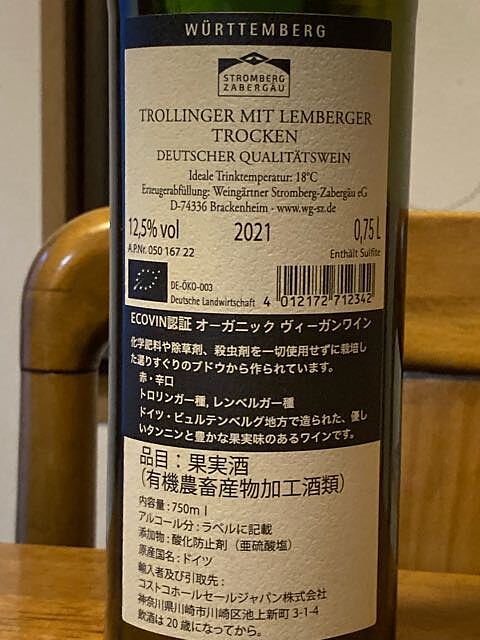 WÜRTTEMBERG
STROMBERG
ZABERGÄU
TROLLINGER MIT LEMBERGER
TROCKEN
DEUTSCHER QUALITÄTSWEIN
Ideale Trinktemperatur: 18°C
Erzeugerabfüllung: Weingärtner Stromberg-Zabergäu eG
D-74336 Brackenheim - www.wg-sz.de
12,5% vol 2021 0,75 L
A.P.Nr. 050 167 22 Enthält Sulfite
DE-ÖKO-003
Deutsche Landwirtschaft 4 012172 712342
ECOVIN認証 オーガニック ヴィーガンワイン
化学肥料や除草剤、殺虫剤を一切使用せずに栽培し
た選りすぐりのブドウから作られています。
赤・辛口
トロリンガー種, レンベルガー種
ドイツ・ビュルテンベルグ地方で造られた、優し
いタンニンと豊かな果実味のあるワインです。
品目：果実酒
(有機農畜産物加工酒類)
内容量：750ml
アルコール分：ラベルに記載
添加物：酸化防止剤（亜硫酸塩）
原産国名：ドイツ
輸入者及び引取先：
コストコホールセールジャパン株式会社
神奈川県川崎市川崎区池上新町 3-1-4
飲酒は 20 歳になってから。